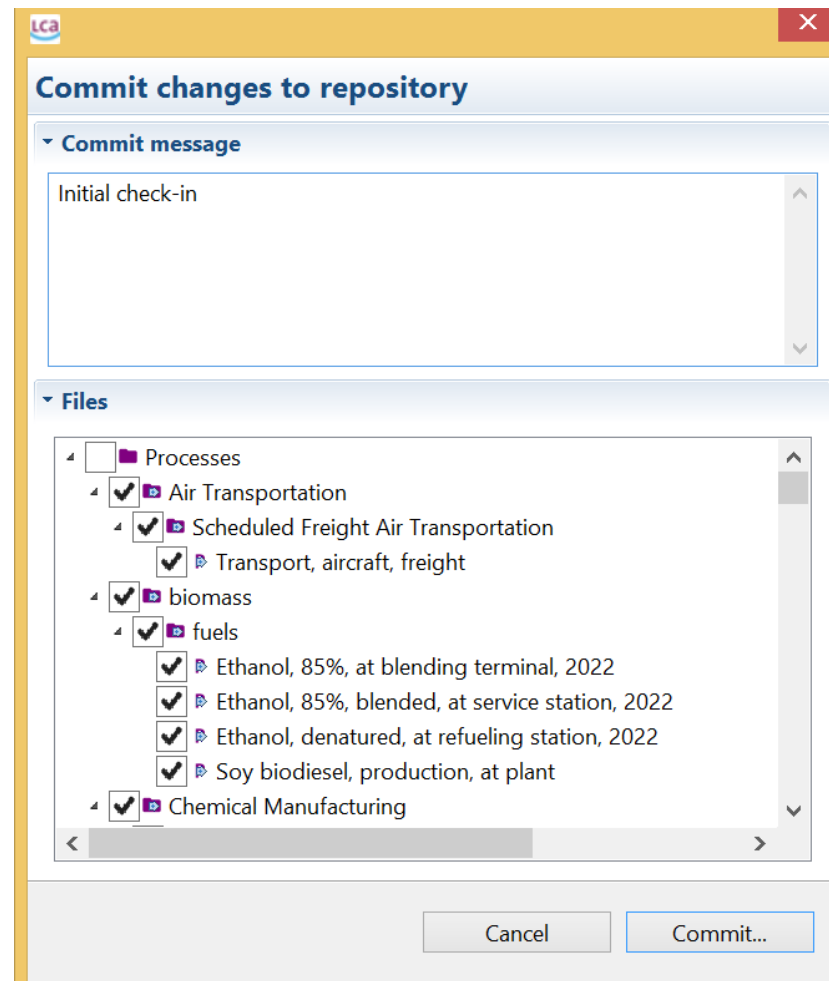 LCA
Commit changes to repository
Commit message
Initial check-in
Files
Processes
Air Transportation
Scheduled Freight Air Transportation
Transport, aircraft, freight
biomass
fuels
Ethanol, 85%, at blending terminal, 2022
Ethanol, 85%, blended, at service station, 2022
Ethanol, denatured, at refueling station, 2022
Soy biodiesel, production, at plant
Chemical Manufacturing
Cancel
Commit...